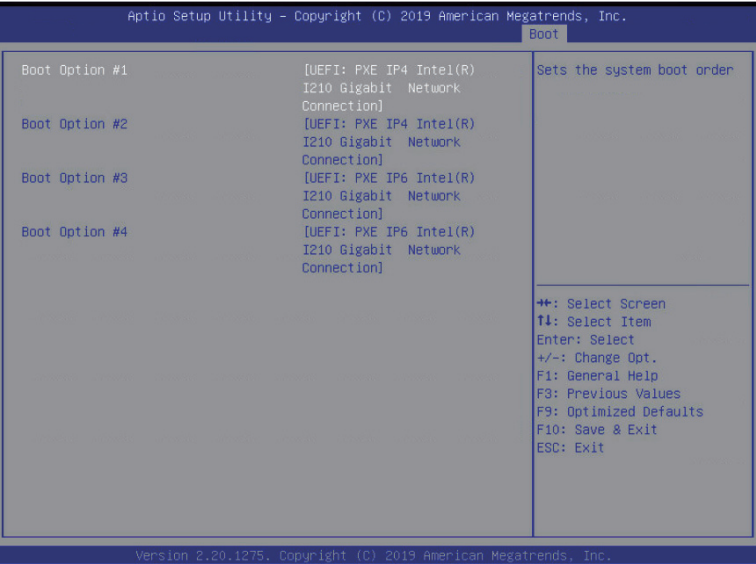 Aptio Setup Utility – Copyright (C) 2019 American Megatrends, Inc.
Boot
Boot Option #1 [UEFI: PXE IP4 Intel(R)
I210 Gigabit  Network
Connection]
Boot Option #2 [UEFI: PXE IP4 Intel(R)
I210 Gigabit  Network
Connection]
Boot Option #3 [UEFI: PXE IP6 Intel(R)
I210 Gigabit  Network
Connection]
Boot Option #4 [UEFI: PXE IP6 Intel(R)
I210 Gigabit  Network
Connection]
Sets the system boot order
→←: Select Screen
↑↓: Select Item
Enter: Select
+/-: Change Opt.
F1: General Help
F3: Previous Values
F9: Optimized Defaults
F10: Save & Exit
ESC: Exit
Version 2.20.1275. Copyright (C) 2019 American Megatrends, Inc.